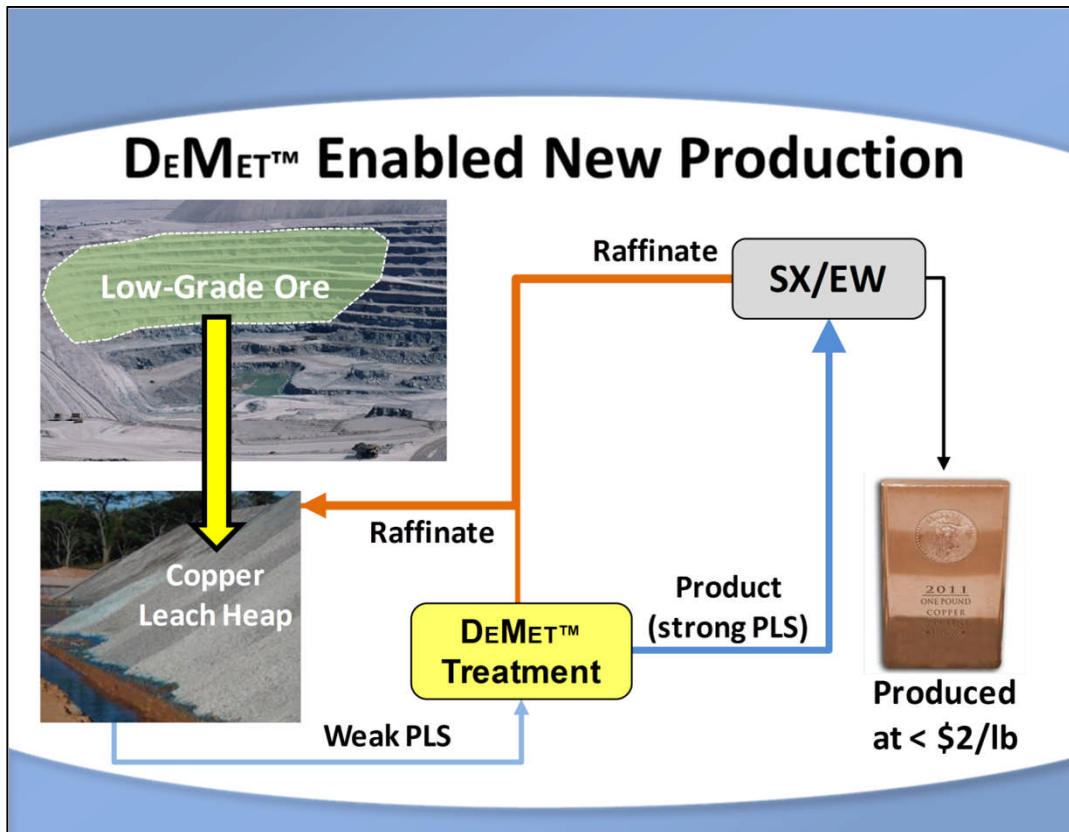 DEMET™ Enabled New Production
Low-Grade Ore
Raffinate
SX/EW
Raffinate
Copper
Leach Heap
Product
(strong PLS)
DEMET™
Treatment
Weak PLS
2011
ONE POUND
COPPER
Produced
at < $2/lb